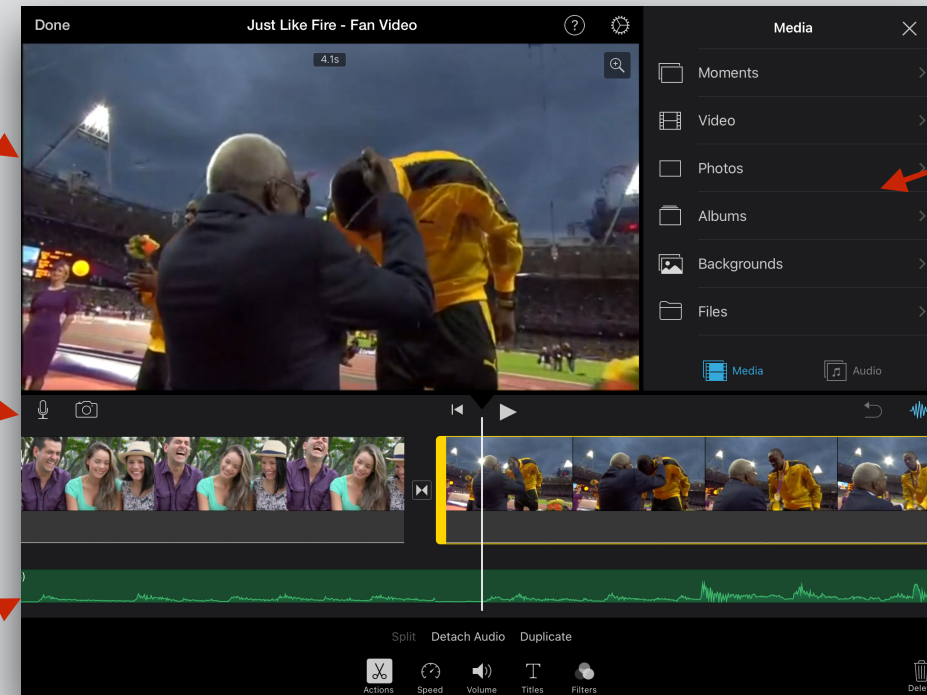 Done
Just Like Fire - Fan Video
?
4.1s
Media
Moments
Video
Photos
Albums
Backgrounds
Files
Media
Audio
Split
Detach Audio
Duplicate
Actions
Speed
Volume
T
Titles
Filters